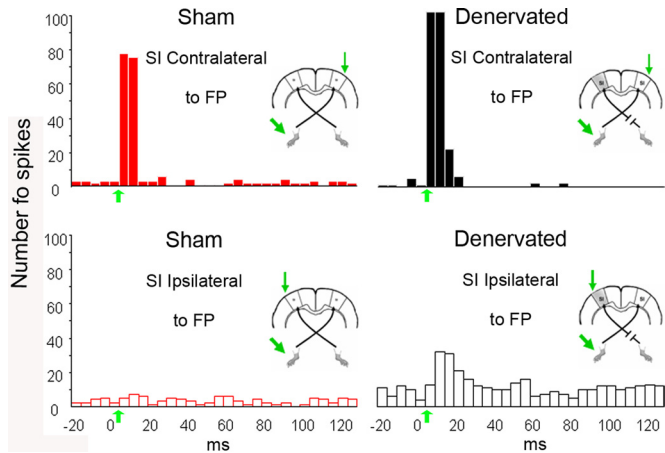 Sham
Denervated
SI Contralateral
to FP
SI Contralateral
to FP
100
80
60
40
20
0
Number fo spikes
Sham
Denervated
SI Ipsilateral
to FP
SI Ipsilateral
to FP
100
80
60
40
20
0
-20 0 20 40 60 80 100 120
-20 0 20 40 60 80 100 120
ms
ms